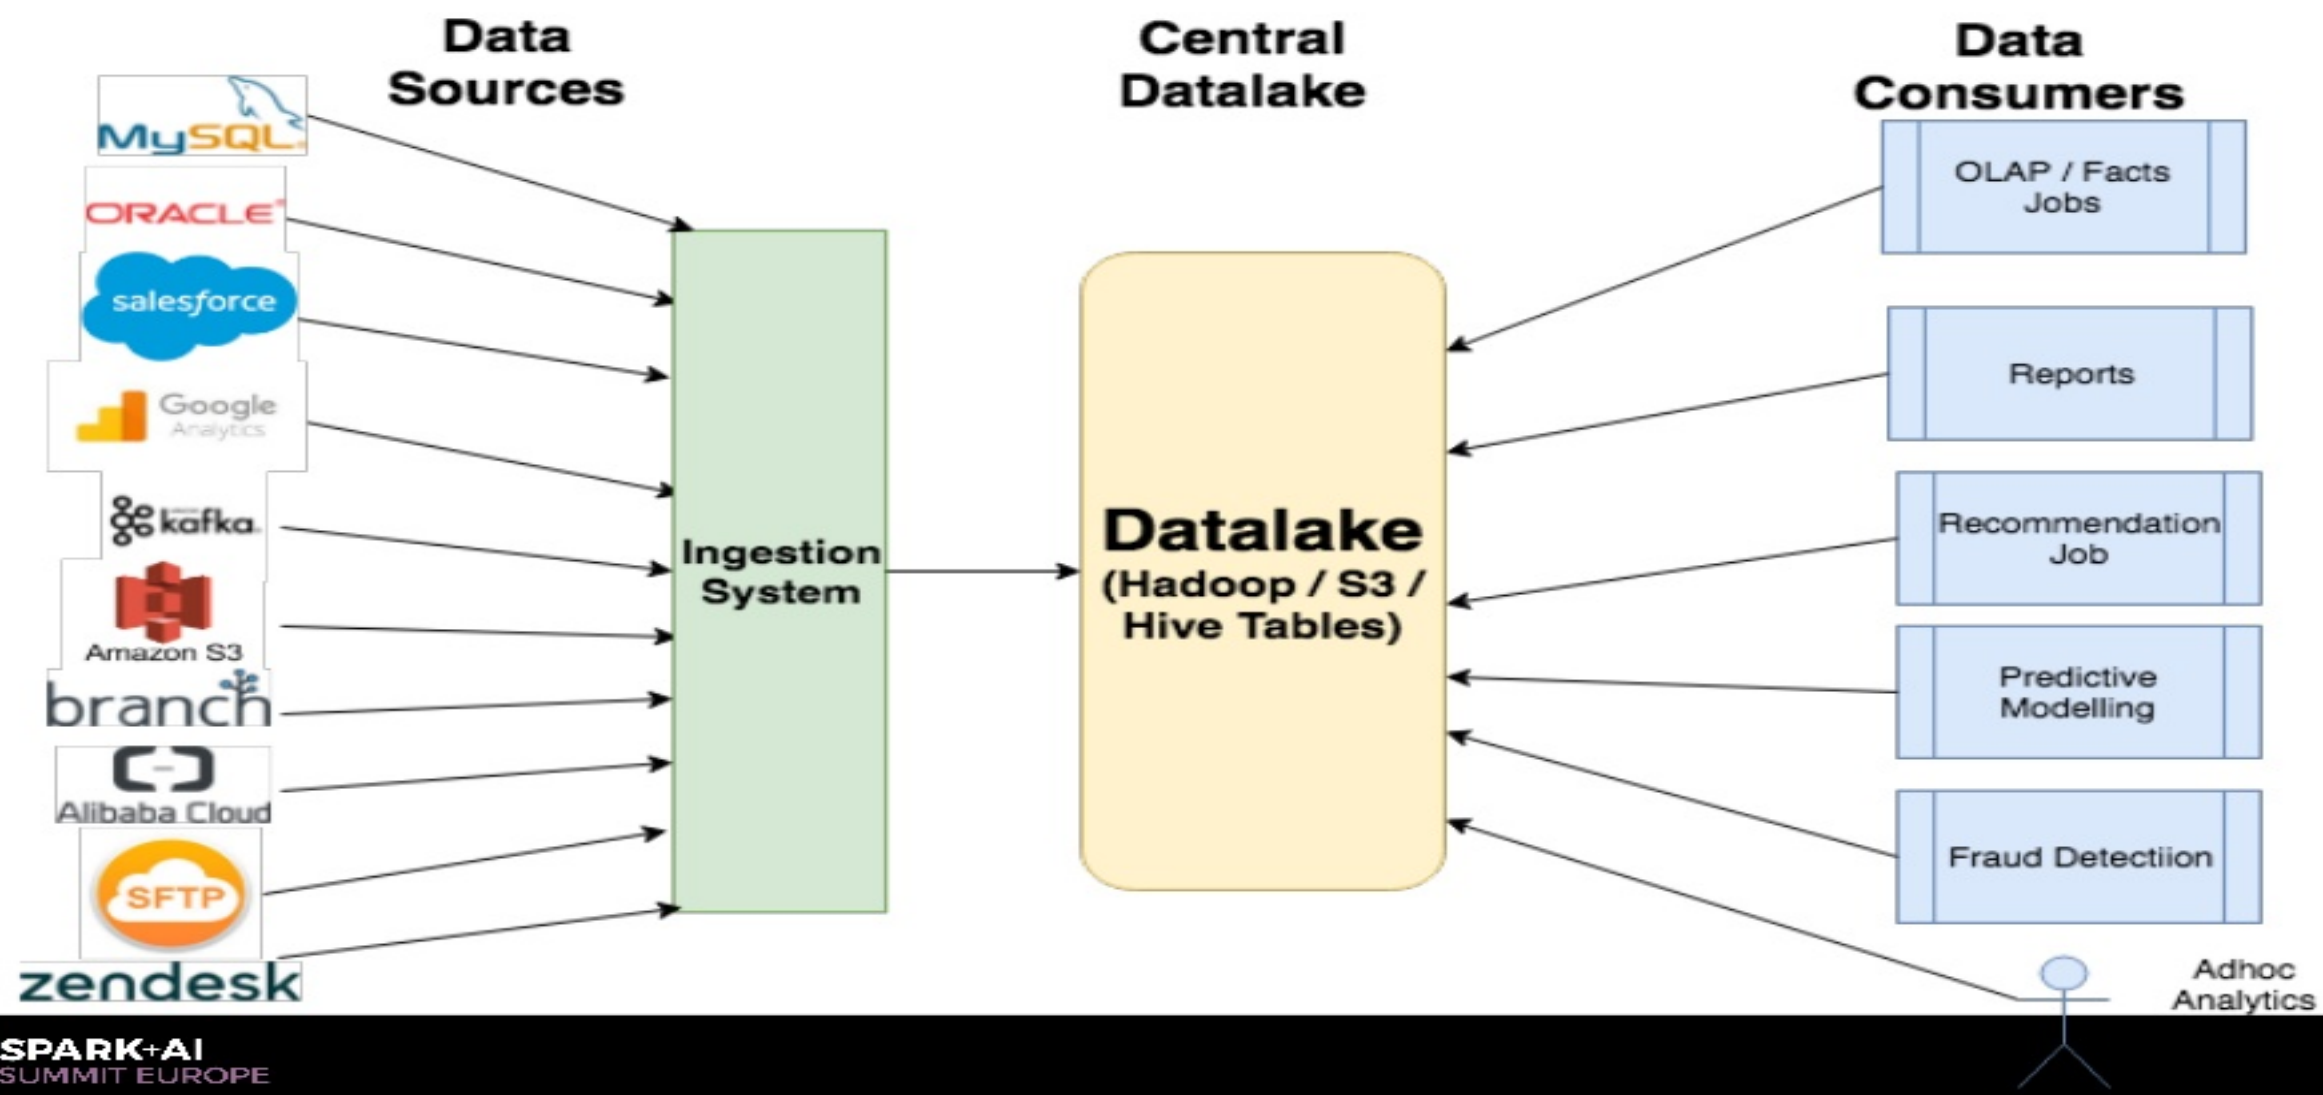 Data
Sources
Central
Datalake
Data
Consumers
MySQL
ORACLE
salesforce
Google
Analytics
kafka
Amazon S3
branch
Alibaba Cloud
SFTP
zendesk
Ingestion
System
Datalake
(Hadoop / S3 /
Hive Tables)
OLAP / Facts
Jobs
Reports
Recommendation
Job
Predictive
Modelling
Fraud Detectiion
Adhoc
Analytics
SPARK+AI
SUMMIT EUROPE